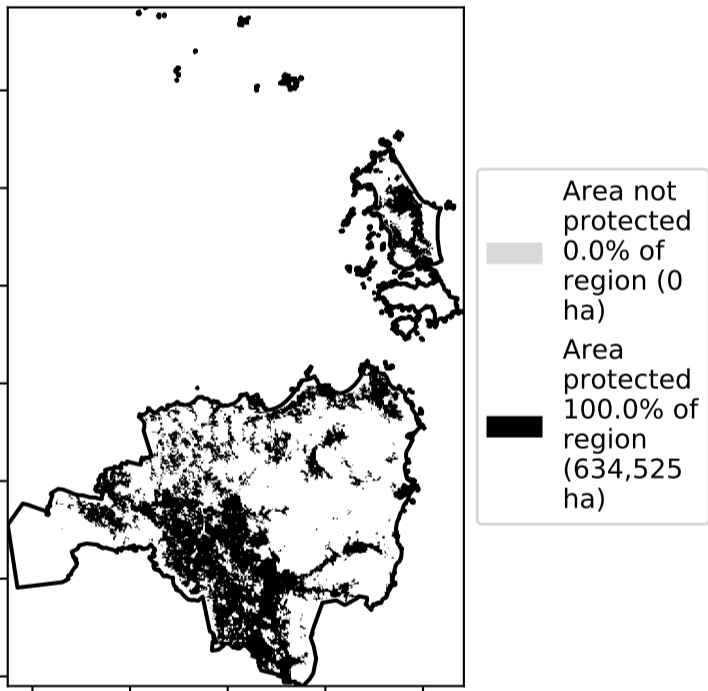 Area not
protected
0.0% of
region (0
ha)
Area
protected
100.0% of
region
(634,525
ha)